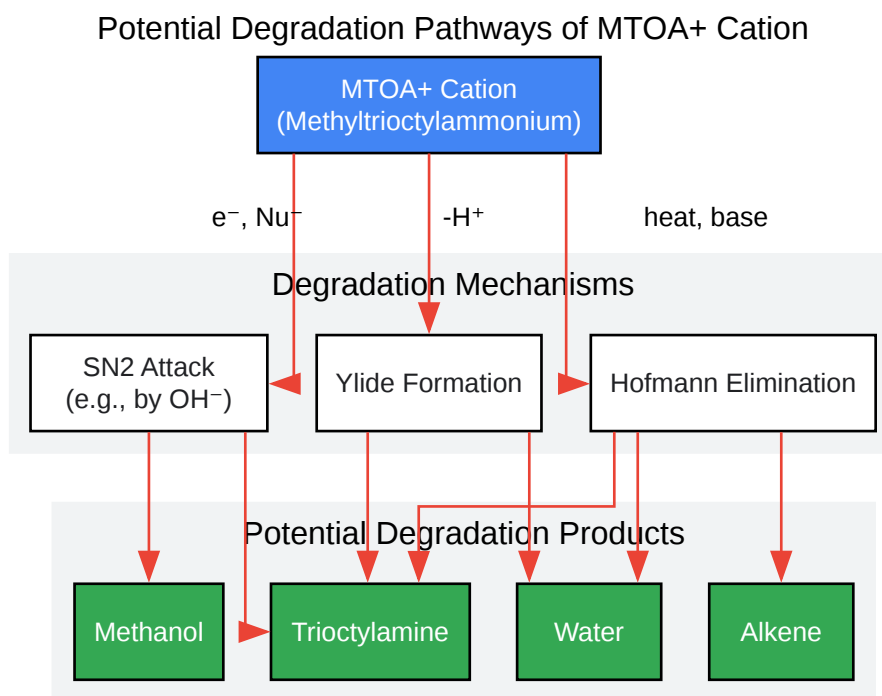 Potential Degradation Pathways of MTOA+ Cation
MTOA+ Cation
(Methyltrioctylammonium)
e⁻, Nu⁻
-H⁺
heat, base
Degradation Mechanisms
SN2 Attack
(e.g., by OH⁻)
Ylide Formation
Hofmann Elimination
Potential Degradation Products
Methanol
Trioctylamine
Water
Alkene